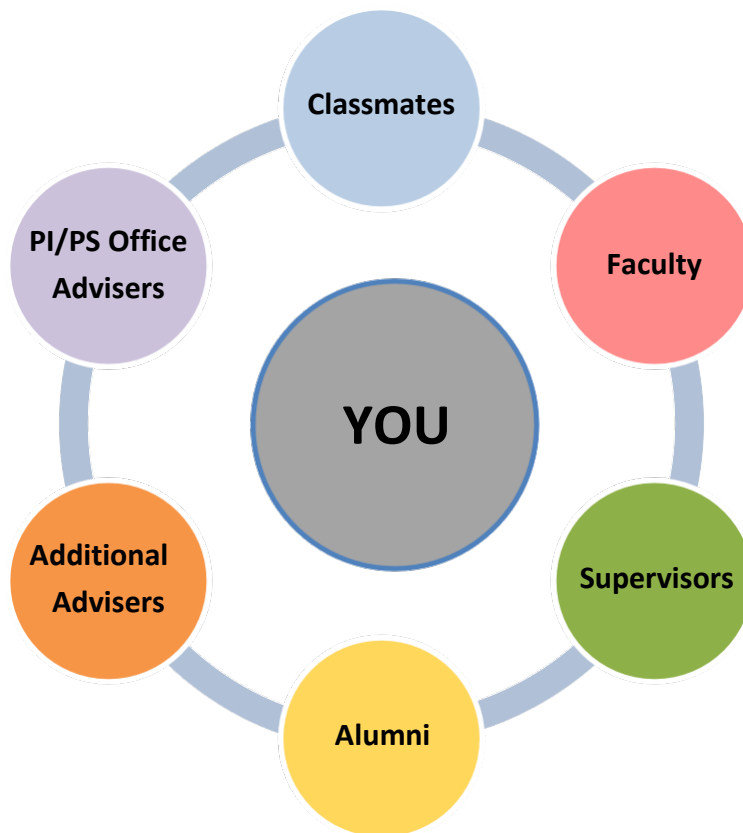 Classmates
PI/PS Office
Advisers
Faculty
YOU
Additional
Advisers
Supervisors
Alumni